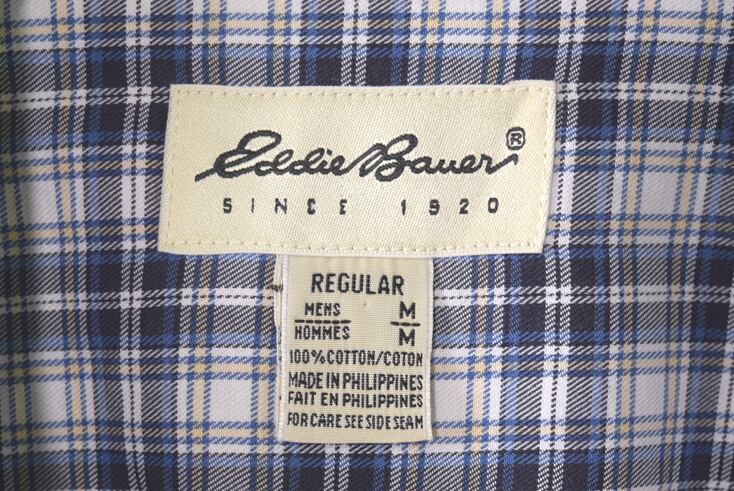 Eddie Bauer®
SINCE 1920
REGULAR
MENS M
HOMMES M
100% COTTON/COTON
MADE IN PHILIPPINES
FAIT EN PHILIPPINES
FOR CARE SEE SIDE SEAM